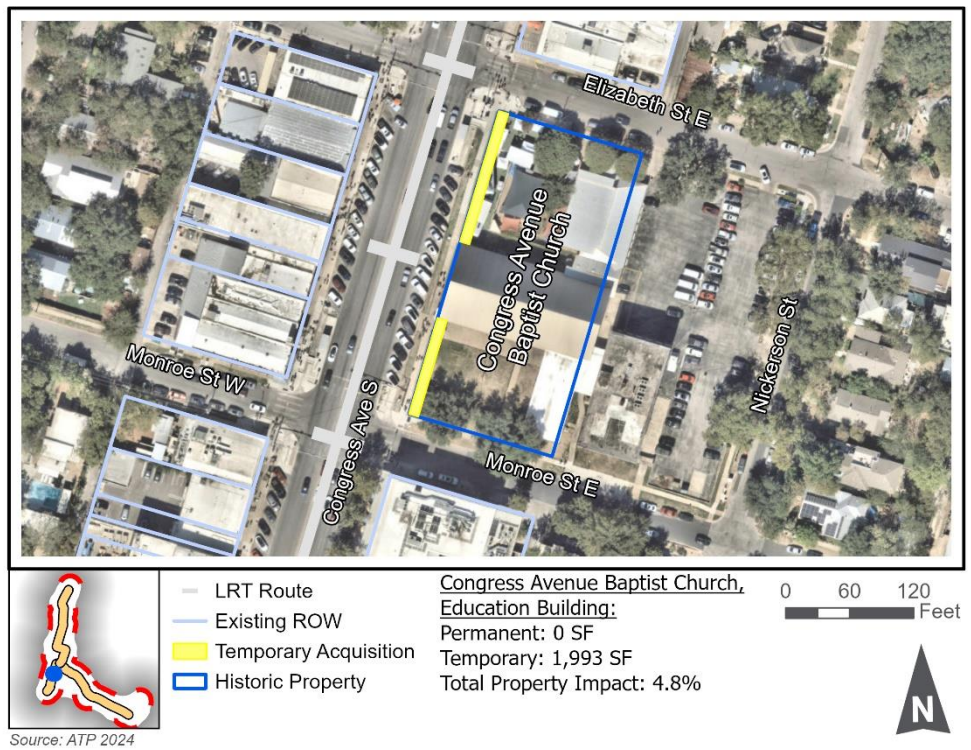 Elizabeth St E
Congress Avenue
Baptist Church
Nickerson St
Monroe St W
Congress Ave S
Monroe St E
LRT Route
Existing ROW
Temporary Acquisition
Historic Property
Congress Avenue Baptist Church,
Education Building:
Permanent: 0 SF
Temporary: 1,993 SF
Total Property Impact: 4.8%
0 60 120
Feet
N
Source: ATP 2024